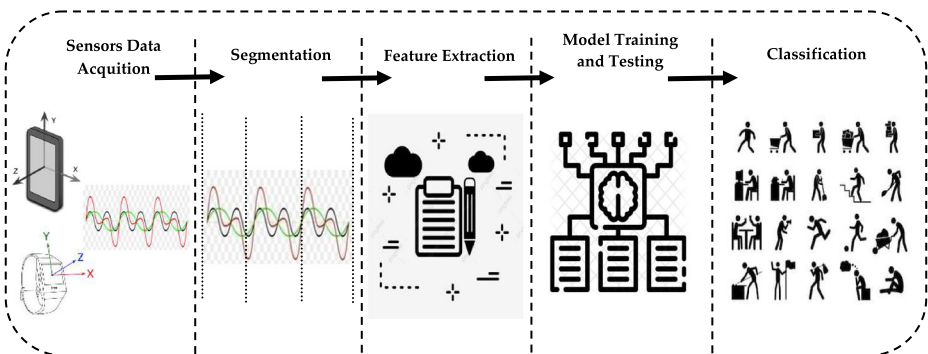 Sensors Data
Acquition
Segmentation
Feature Extraction
Model Training
and Testing
Classification
Y
Z
X
Y
Z
X